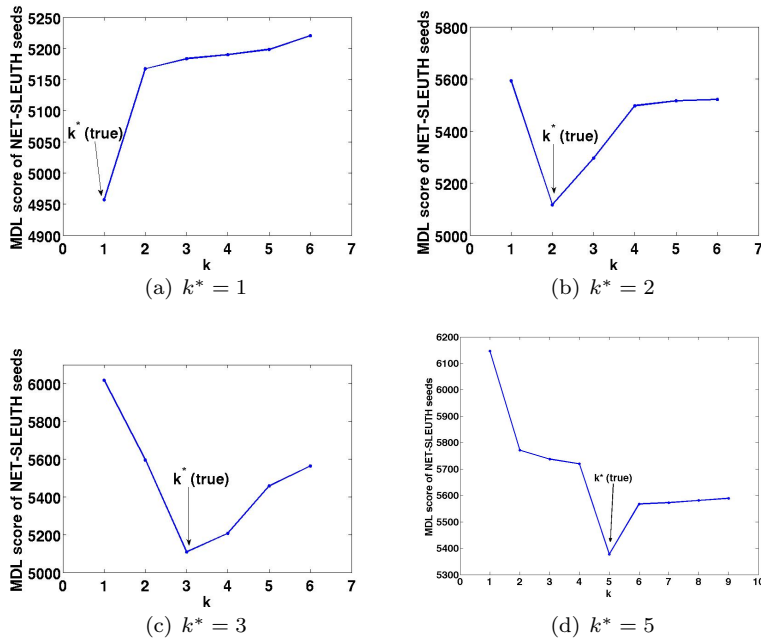 MDL score of NET-SLEUTH seeds
5250
5200
5150
5100
5050
5000
4950
4900
k* (true)
0 1 2 3 4 5 6 7
k
(a) k* = 1
MDL score of NET-SLEUTH seeds
5800
5600
5400
5200
5000
k* (true)
0 1 2 3 4 5 6 7
k
(b) k* = 2
MDL score of NET-SLEUTH seeds
6000
5800
5600
5400
5200
5000
k* (true)
0 1 2 3 4 5 6 7
k
(c) k* = 3
MDL score of NET-SLEUTH seeds
6200
6100
6000
5900
5800
5700
5600
5500
5400
5300
k* (true)
0 1 2 3 4 5 6 7 8 9 10
k
(d) k* = 5